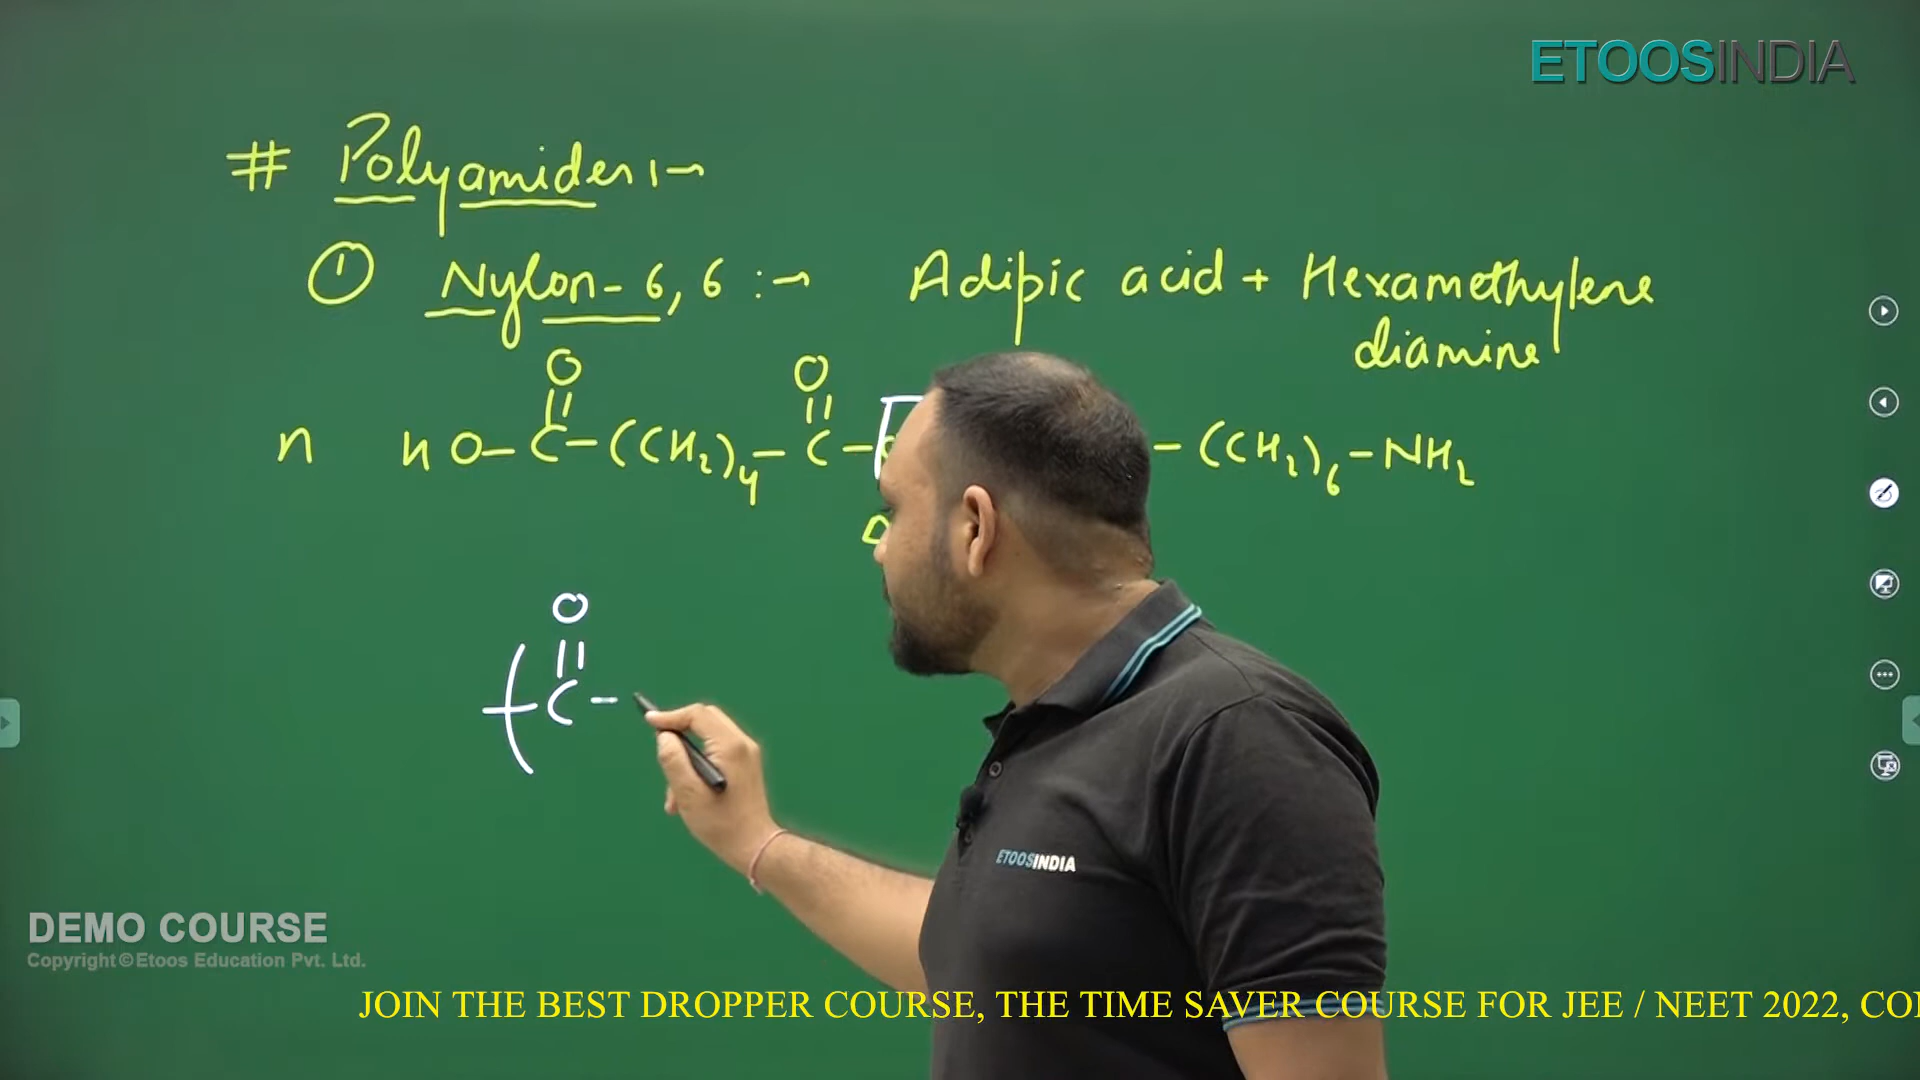 ETOOSINDIA
# Polyamides :-
① Nylon-6,6 :- Adipic acid + Hexamethylene
diamine
O O
|| ||
n HO-C-(CH₂)₄-C- -(CH₂)₆-NH₂
O
||
C-
ETOOSINDIA
DEMO COURSE
Copyright©Etoos Education Pvt. Ltd.
JOIN THE BEST DROPPER COURSE, THE TIME SAVER COURSE FOR JEE / NEET 2022,